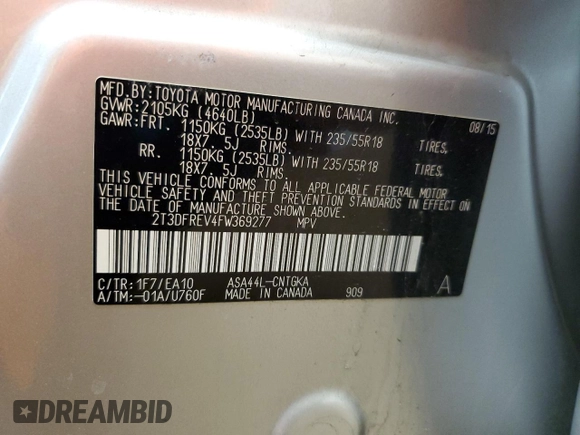 MFD. BY: TOYOTA MOTOR MANUFACTURING CANADA INC.
GVWR: 2105KG (4640LB) 08/15
GAWR: FRT. 1150KG (2535LB) WITH 235/55R18 TIRES,
18X7. 5J RIMS.
RR. 1150KG (2535LB) WITH 235/55R18 TIRES,
18X7. 5J RIMS.
THIS VEHICLE CONFORMS TO ALL APPLICABLE FEDERAL MOTOR
VEHICLE SAFETY AND THEFT PREVENTION STANDARDS IN EFFECT ON
THE DATE OF MANUFACTURE SHOWN ABOVE.
2T3DFREV4FW369277 MPV
C/TR: 1F7/EA10 ASA44L-CNTGKA A
A/TM: -01A/U760F MADE IN CANADA 909
DREAMBID